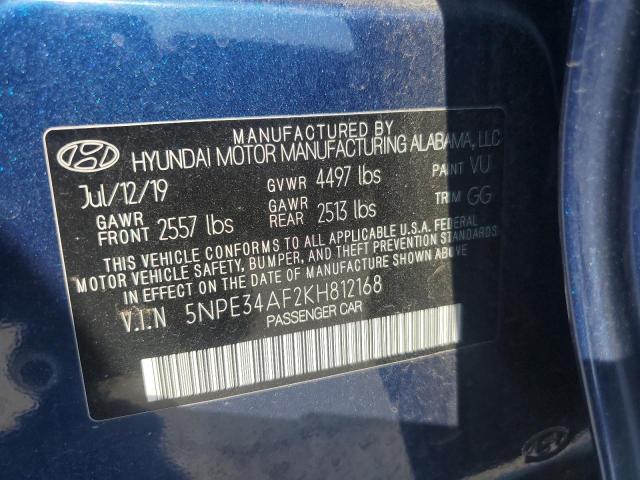 MANUFACTURED BY
HYUNDAI MOTOR MANUFACTURING ALABAMA, LLC
Jul/12/19 GVWR 4497 lbs PAINT VU
GAWR FRONT 2557 lbs GAWR REAR 2513 lbs TRIM GG
THIS VEHICLE CONFORMS TO ALL APPLICABLE U.S.A. FEDERAL
MOTOR VEHICLE SAFETY, BUMPER, AND THEFT PREVENTION STANDARDS
IN EFFECT ON THE DATE OF MANUFACTURE SHOWN ABOVE
V.I.N 5NPE34AF2KH812168
PASSENGER CAR